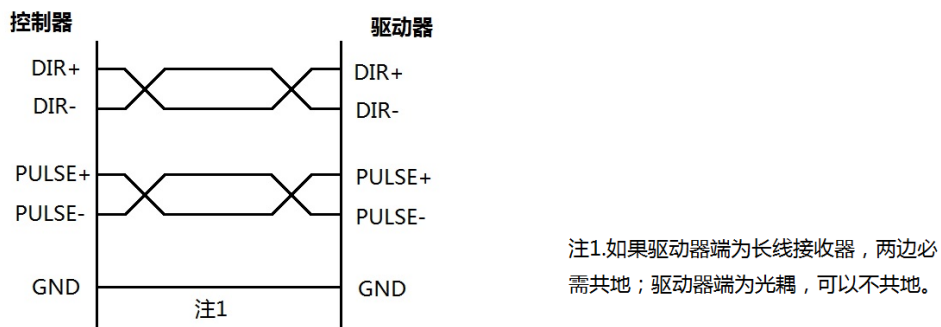 控制器
驱动器
DIR+
DIR+
DIR-
DIR-
PULSE+
PULSE+
PULSE-
PULSE-
GND
GND
注1
注1.如果驱动器端为长线接收器，两边必
需共地；驱动器端为光耦，可以不共地。